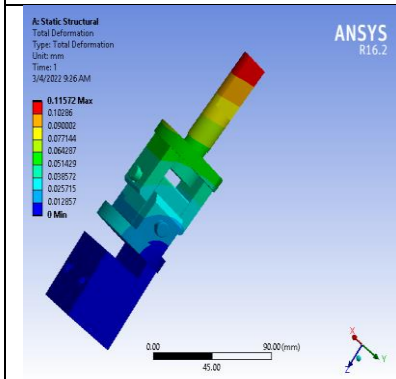 A: Static Structural
Total Deformation
Type: Total Deformation
Unit: mm
Time: 1
3/4/2022 9:26 AM
ANSYS
R16.2
0.11572 Max
0.10286
0.090002
0.077144
0.064287
0.051429
0.038572
0.025715
0.012857
0 Min
0.00
90.00 (mm)
45.00
X
Y
Z